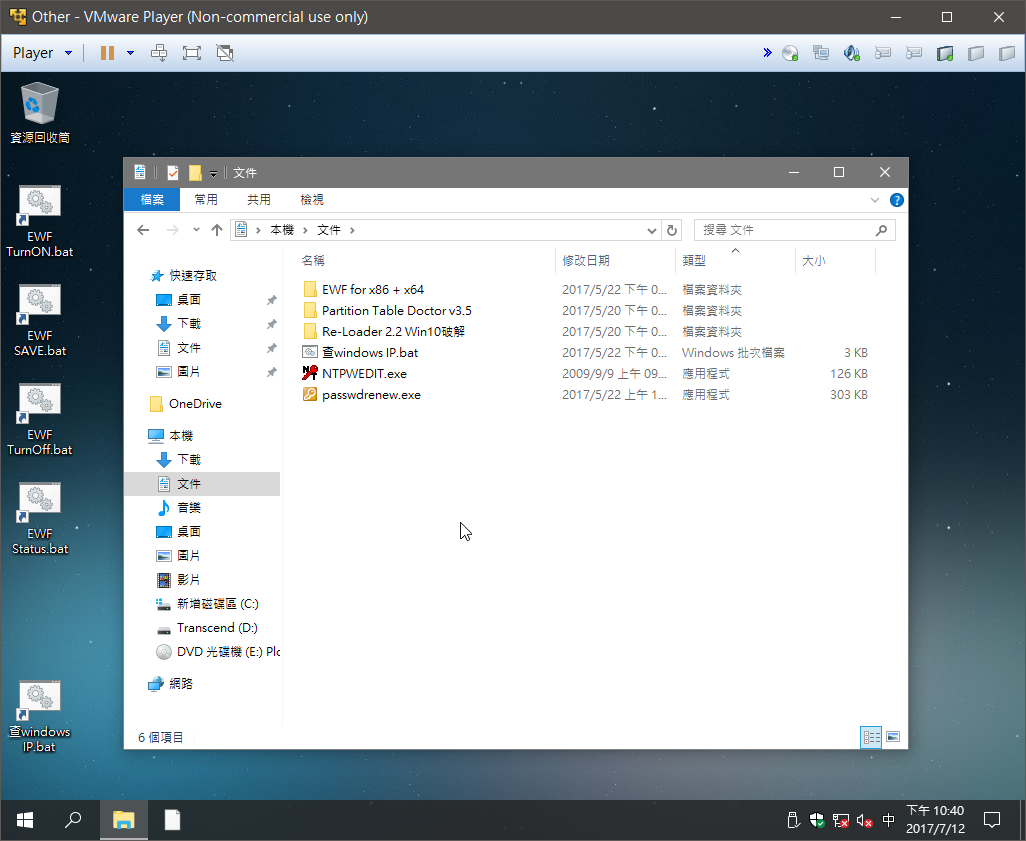 Other - VMware Player (Non-commercial use only)
Player
資源回收筒
EWF
TurnON.bat
EWF
SAVE.bat
EWF
TurnOff.bat
EWF
Status.bat
查windows
IP.bat
文件
檔案 常用 共用 檢視
本機 文件
搜尋 文件
名稱 修改日期 類型 大小
快速存取
桌面
下載
文件
圖片
OneDrive
本機
下載
文件
音樂
桌面
圖片
影片
新增磁碟區 (C:)
Transcend (D:)
DVD 光碟機 (E:) Plc
網路
EWF for x86 + x64 2017/5/22 下午 0... 檔案資料夾
Partition Table Doctor v3.5 2017/5/20 下午 0... 檔案資料夾
Re-Loader 2.2 Win10破解 2017/5/20 下午 0... 檔案資料夾
查windows IP.bat 2017/5/22 下午 0... Windows 批次檔案 3 KB
NTPWEDIT.exe 2009/9/9 上午 09... 應用程式 126 KB
passwdrenew.exe 2017/5/22 上午 1... 應用程式 303 KB
6 個項目
中
下午 10:40
2017/7/12